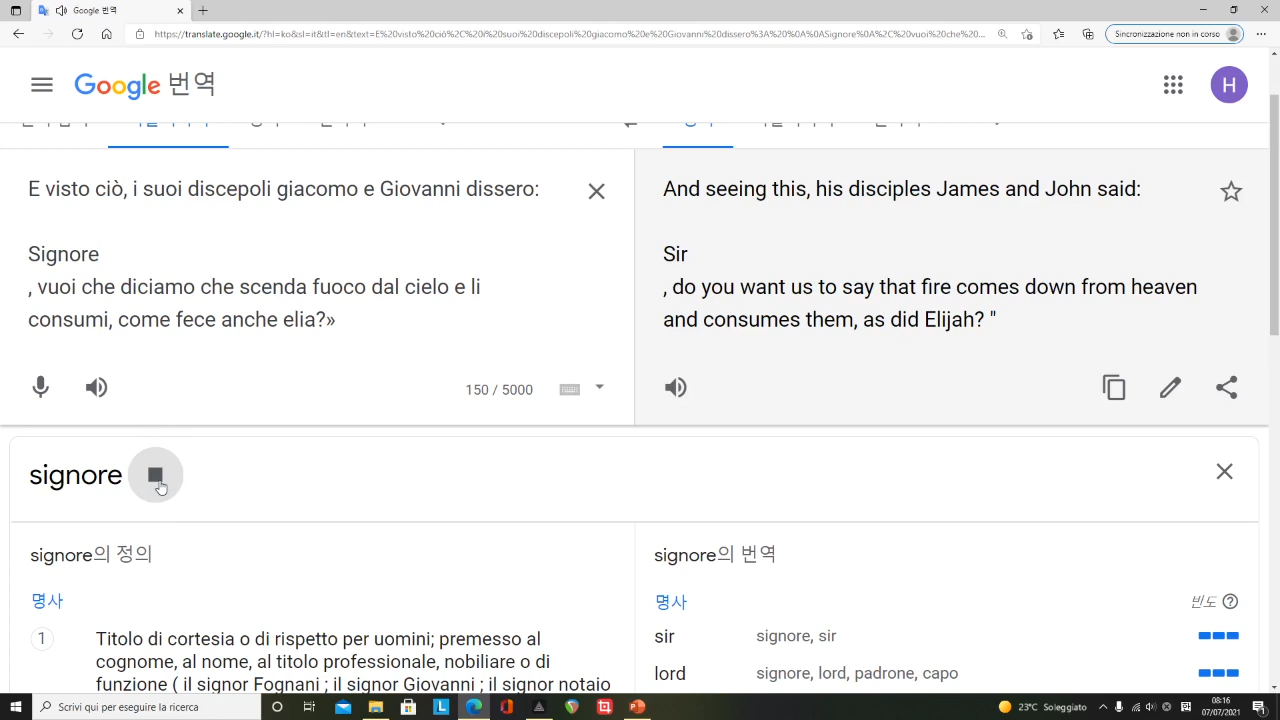 Google 번역
https://translate.google.it/?hl=ko&sl=it&tl=en&text=E%20visto%20ciò%2C%20i%20suoi%20discepoli%20giacomo%20e%20Giovanni%20dissero%3A%20%0A%0ASignore%0A%2C%20vuoi%20che%20...
Sincronizzazione non in corso
Google 번역
H
E visto ciò, i suoi discepoli giacomo e Giovanni dissero:
Signore
, vuoi che diciamo che scenda fuoco dal cielo e li
consumi, come fece anche elia?»
150 / 5000
And seeing this, his disciples James and John said:
Sir
, do you want us to say that fire comes down from heaven
and consumes them, as did Elijah? "
signore
signore의 정의
명사
1
Titolo di cortesia o di rispetto per uomini; premesso al
cognome, al nome, al titolo professionale, nobiliare o di
funzione ( il signor Fognani ; il signor Giovanni ; il signor notaio
signore의 번역
명사
빈도
sir signore, sir
lord signore, lord, padrone, capo
Scrivi qui per eseguire la ricerca
23°C Soleggiato
08:16
07/07/2021